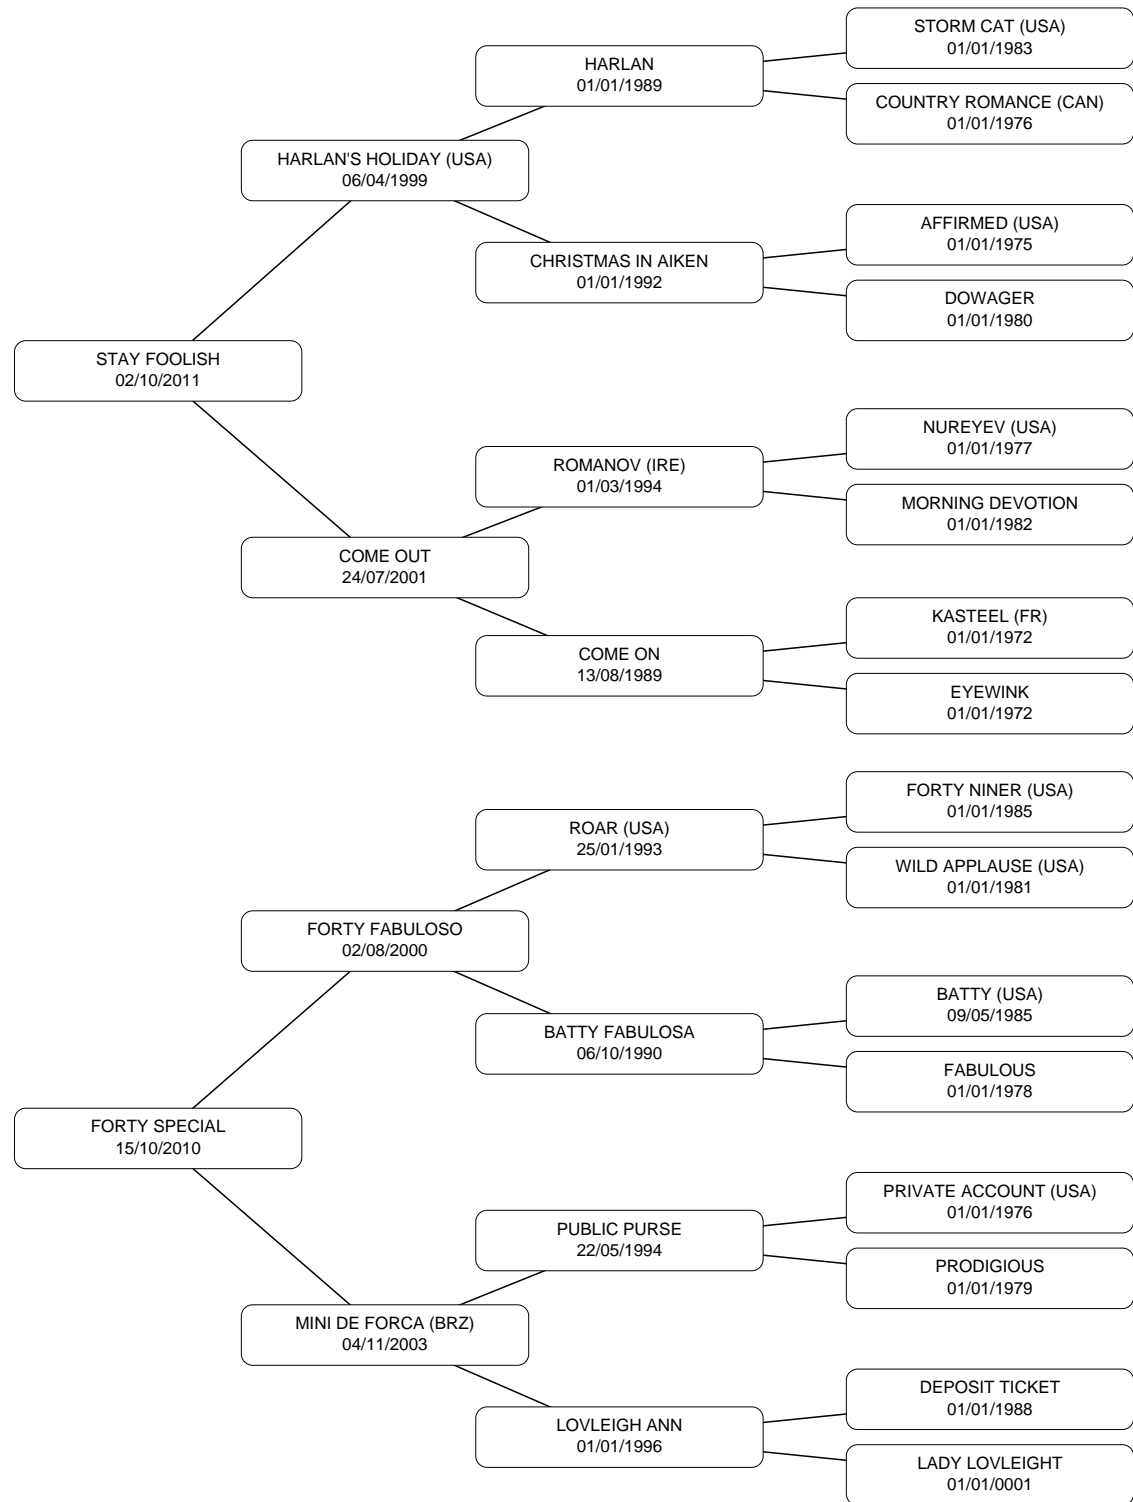 STORM CAT (USA)
01/01/1983
HARLAN
01/01/1989
COUNTRY ROMANCE (CAN)
01/01/1976
HARLAN'S HOLIDAY (USA)
06/04/1999
AFFIRMED (USA)
01/01/1975
CHRISTMAS IN AIKEN
01/01/1992
DOWAGER
01/01/1980
STAY FOOLISH
02/10/2011
NUREYEV (USA)
01/01/1977
ROMANOV (IRE)
01/03/1994
MORNING DEVOTION
01/01/1982
COME OUT
24/07/2001
KASTEEL (FR)
01/01/1972
COME ON
13/08/1989
EYEWINK
01/01/1972
FORTY NINER (USA)
01/01/1985
ROAR (USA)
25/01/1993
WILD APPLAUSE (USA)
01/01/1981
FORTY FABULOSO
02/08/2000
BATTY (USA)
09/05/1985
BATTY FABULOSA
06/10/1990
FABULOUS
01/01/1978
FORTY SPECIAL
15/10/2010
PRIVATE ACCOUNT (USA)
01/01/1976
PUBLIC PURSE
22/05/1994
PRODIGIOUS
01/01/1979
MINI DE FORCA (BRZ)
04/11/2003
DEPOSIT TICKET
01/01/1988
LOVLEIGH ANN
01/01/1996
LADY LOVLEIGHT
01/01/0001